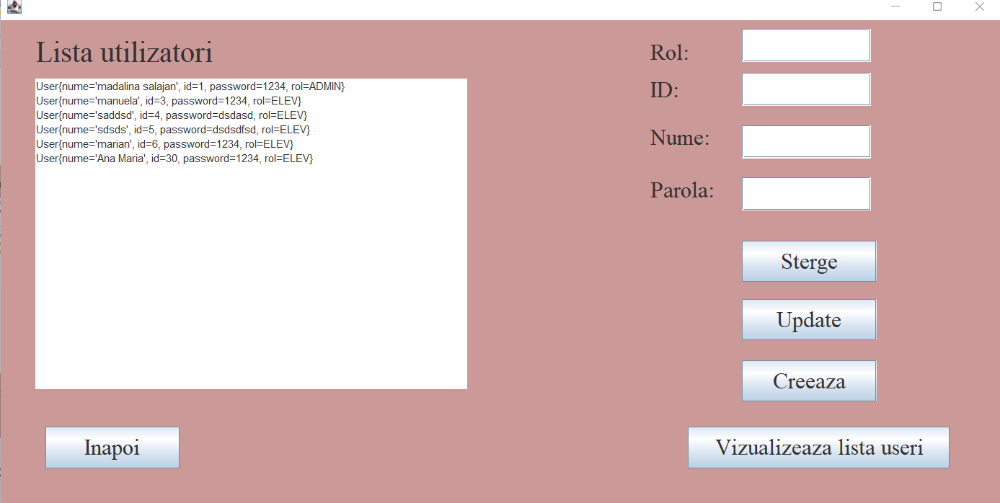 Lista utilizatori
User{nume='madalina salajan', id=1, password=1234, rol=ADMIN}
User{nume='manuela', id=3, password=1234, rol=ELEV}
User{nume='saddsd', id=4, password=dsdasd, rol=ELEV}
User{nume='sdsds', id=5, password=dsdsdfsd, rol=ELEV}
User{nume='marian', id=6, password=1234, rol=ELEV}
User{nume='Ana Maria', id=30, password=1234, rol=ELEV}
Rol:
ID:
Nume:
Parola:
Sterge
Update
Creeaza
Inapoi
Vizualizeaza lista useri